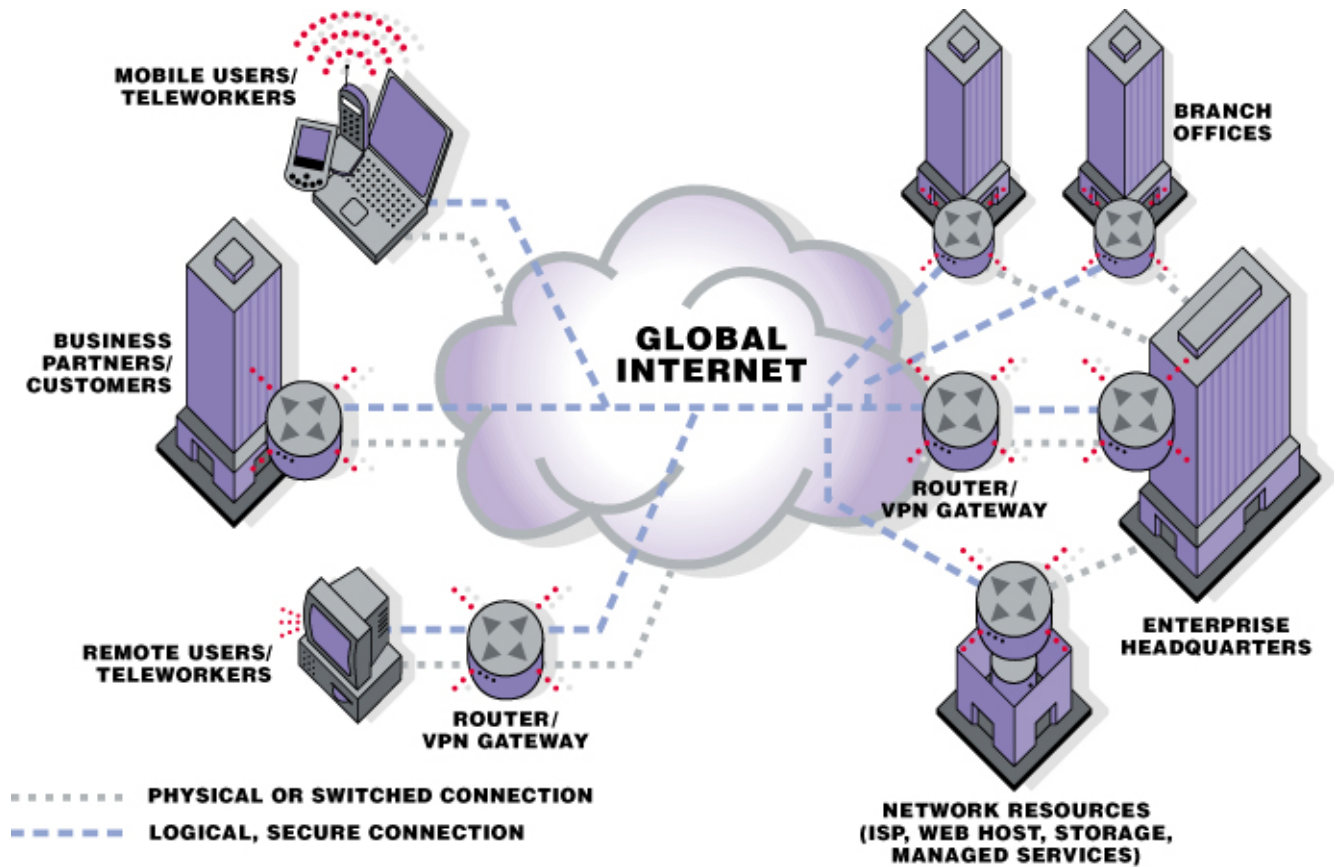 MOBILE USERS/
TELEWORKERS
BRANCH
OFFICES
BUSINESS
PARTNERS/
CUSTOMERS
GLOBAL
INTERNET
ROUTER/
VPN GATEWAY
ENTERPRISE
HEADQUARTERS
REMOTE USERS/
TELEWORKERS
ROUTER/
VPN GATEWAY
PHYSICAL OR SWITCHED CONNECTION
LOGICAL, SECURE CONNECTION
NETWORK RESOURCES
(ISP, WEB HOST, STORAGE,
MANAGED SERVICES)